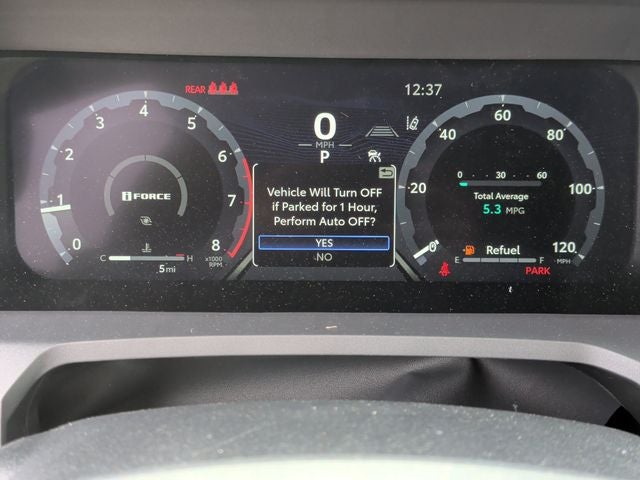 REAR
12:37
0
MPH
P
0
1
2
3
4
5
6
7
8
x1000
RPM
i FORCE
C H
5 mi
Vehicle Will Turn OFF
if Parked for 1 Hour,
Perform Auto OFF?
YES
NO
0
20
40
60
80
100
120
MPH
0 30 60
Total Average
5.3 MPG
Refuel
E F
PARK